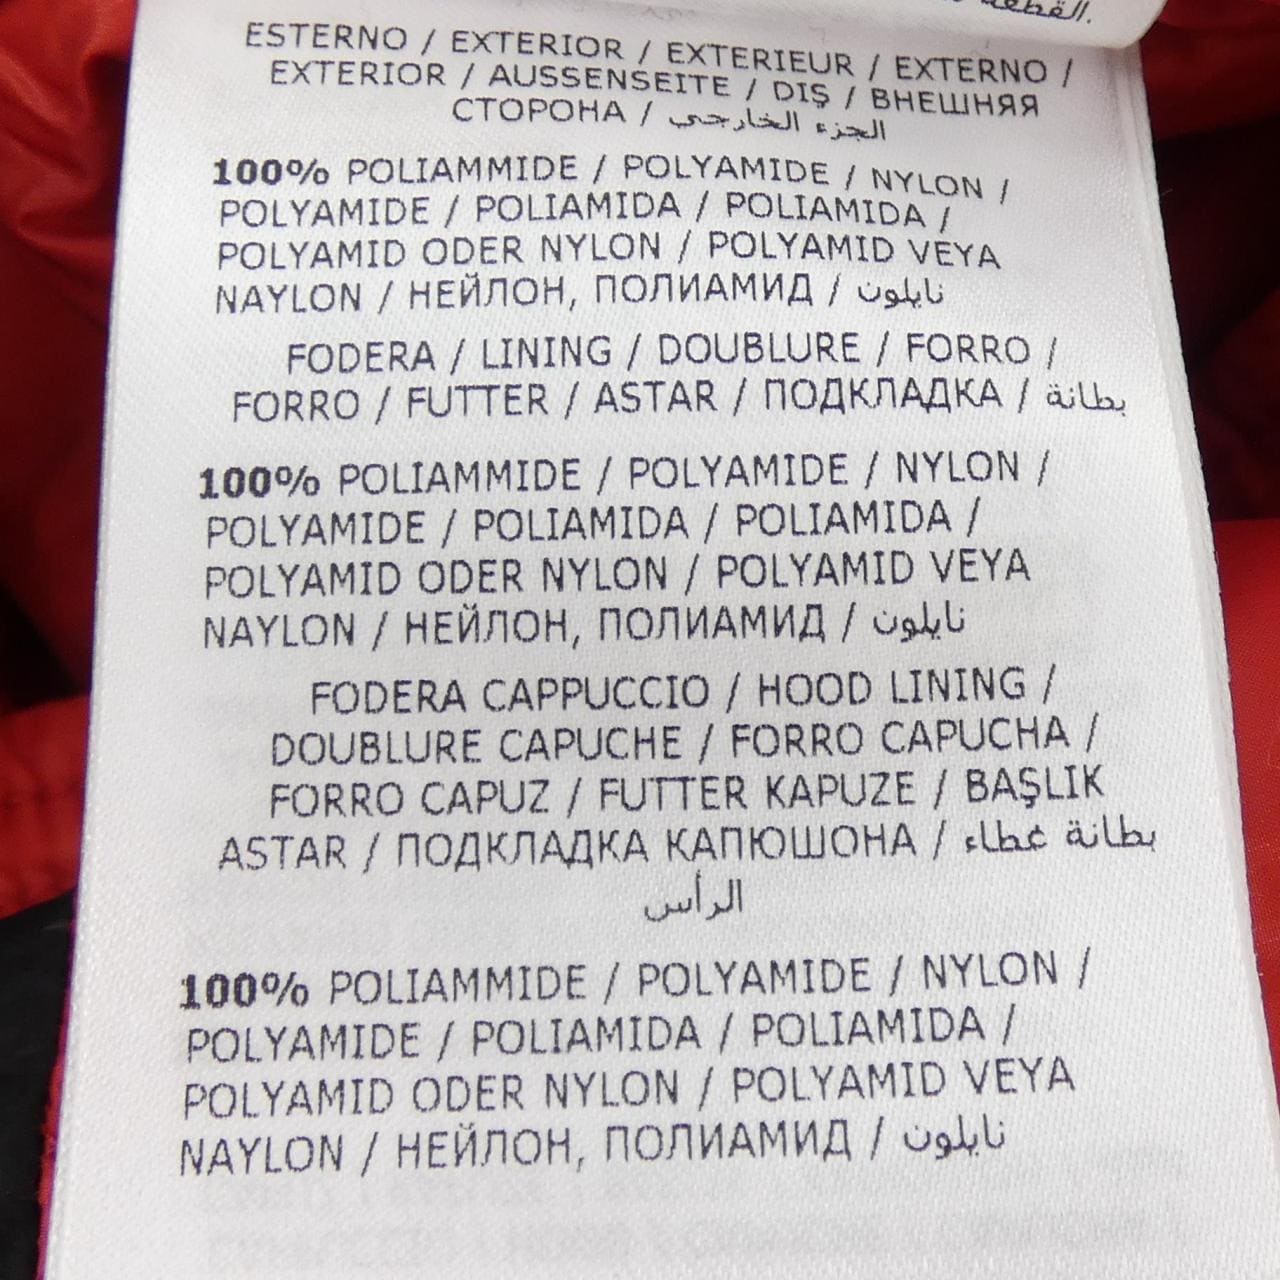 القطعة
ESTERNO / EXTERIOR / EXTERIEUR / EXTERNO /
EXTERIOR / AUSSENSEITE / DIŞ / ВНЕШНЯЯ
СТОРОНА / الجزء الخارجي
100% POLIAMMIDE / POLYAMIDE / NYLON /
POLYAMIDE / POLIAMIDA / POLIAMIDA /
POLYAMID ODER NYLON / POLYAMID VEYA
NAYLON / НЕЙЛОН, ПОЛИАМИД / نايلون
FODERA / LINING / DOUBLURE / FORRO /
FORRO / FUTTER / ASTAR / ПОДКЛАДКА / بطانة
100% POLIAMMIDE / POLYAMIDE / NYLON /
POLYAMIDE / POLIAMIDA / POLIAMIDA /
POLYAMID ODER NYLON / POLYAMID VEYA
NAYLON / НЕЙЛОН, ПОЛИАМИД / نايلون
FODERA CAPPUCCIO / HOOD LINING /
DOUBLURE CAPUCHE / FORRO CAPUCHA /
FORRO CAPUZ / FUTTER KAPUZE / BAŞLIK
ASTAR / ПОДКЛАДКА КАПЮШОНА / بطانة غطاء
الرأس
100% POLIAMMIDE / POLYAMIDE / NYLON /
POLYAMIDE / POLIAMIDA / POLIAMIDA /
POLYAMID ODER NYLON / POLYAMID VEYA
NAYLON / НЕЙЛОН, ПОЛИАМИД / نايلون